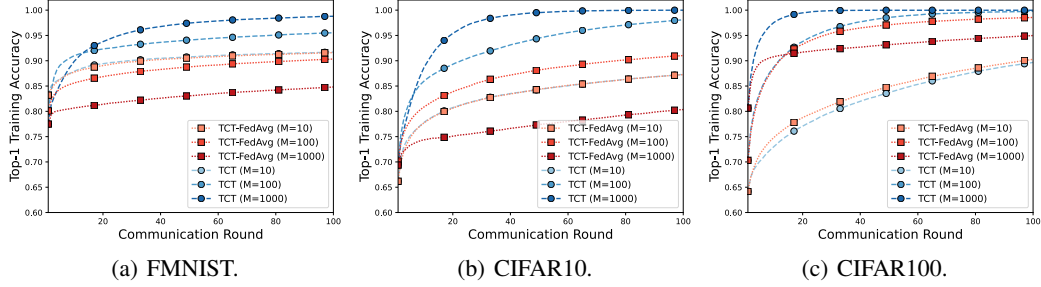 Top-1 Training Accuracy
1.00
0.95
0.90
0.85
0.80
0.75
0.70
0.65
0.60
TCT-FedAvg (M=10)
TCT-FedAvg (M=100)
TCT-FedAvg (M=1000)
TCT (M=10)
TCT (M=100)
TCT (M=1000)
20 40 60 80 100
Communication Round
(a) FMNIST.
Top-1 Training Accuracy
1.00
0.95
0.90
0.85
0.80
0.75
0.70
0.65
0.60
TCT-FedAvg (M=10)
TCT-FedAvg (M=100)
TCT-FedAvg (M=1000)
TCT (M=10)
TCT (M=100)
TCT (M=1000)
20 40 60 80 100
Communication Round
(b) CIFAR10.
Top-1 Training Accuracy
1.00
0.95
0.90
0.85
0.80
0.75
0.70
0.65
0.60
TCT-FedAvg (M=10)
TCT-FedAvg (M=100)
TCT-FedAvg (M=1000)
TCT (M=10)
TCT (M=100)
TCT (M=1000)
20 40 60 80 100
Communication Round
(c) CIFAR100.